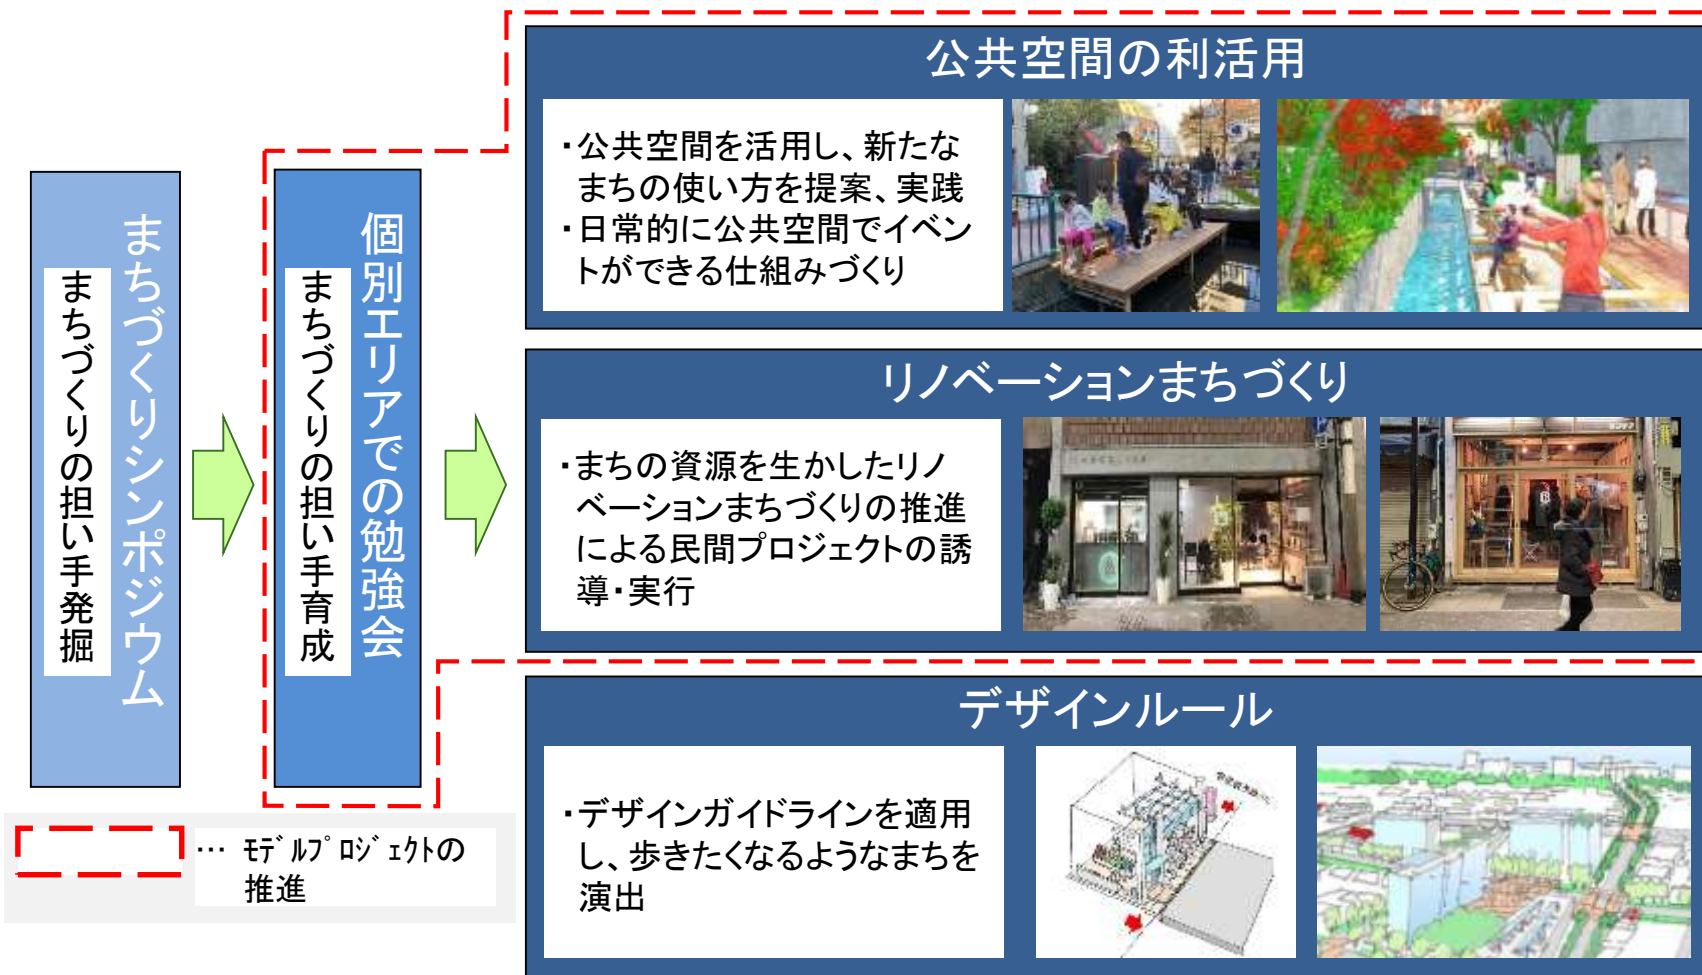 まちづくりシンポジウム
まちづくりの担い手発掘
個別エリアでの勉強会
まちづくりの担い手育成
公共空間の利活用
・公共空間を活用し、新たな
まちの使い方を提案、実践
・日常的に公共空間でイベン
トができる仕組みづくり
リノベーションまちづくり
・まちの資源を生かしたリノ
ベーションまちづくりの推進
による民間プロジェクトの誘
導・実行
デザインルール
・デザインガイドラインを適用
し、歩きたくなるようなまちを
演出
… ﾓﾃﾞﾙﾌﾟﾛｼﾞｪｸﾄの
推進